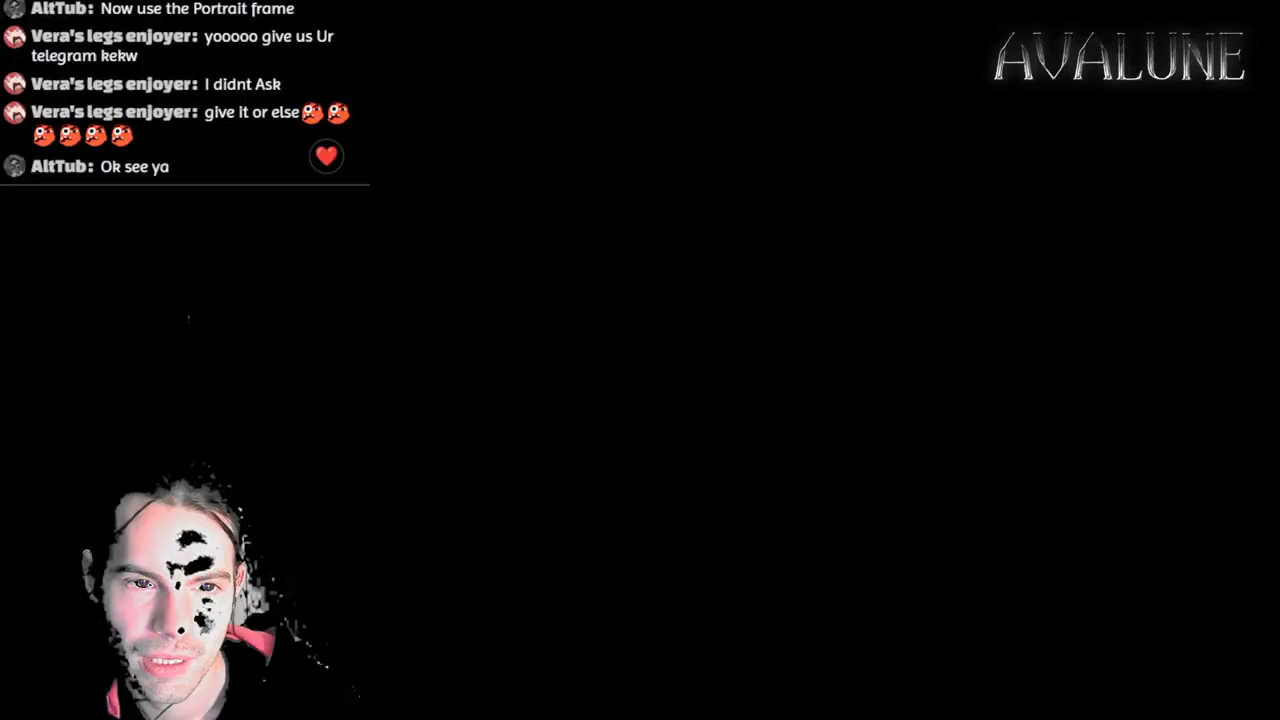 AltTub: Now use the Portrait frame
Vera's legs enjoyer: yooooo give us Ur
telegram kekw
Vera's legs enjoyer: I didnt Ask
Vera's legs enjoyer: give it or else
AltTub: Ok see ya
AVALUNE